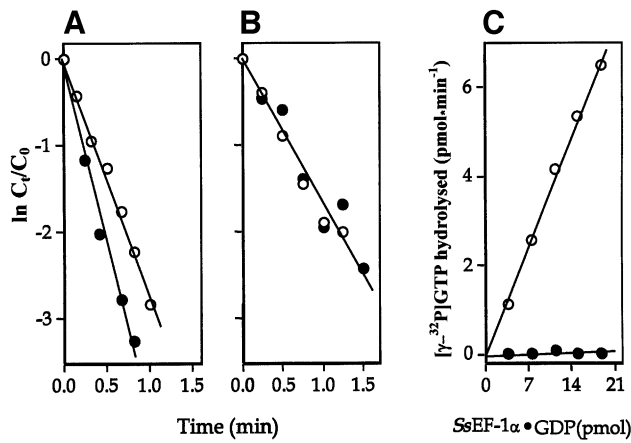 A
B
C
ln Ct/C0
0
-1
-2
-3
0.0 0.5 1.0 1.5
0.0 0.5 1.0 1.5
Time (min)
[γ-³²P]GTP hydrolysed (pmol•min⁻¹)
6
4
2
0
0 7 14 21
SsEF-1α•GDP(pmol)